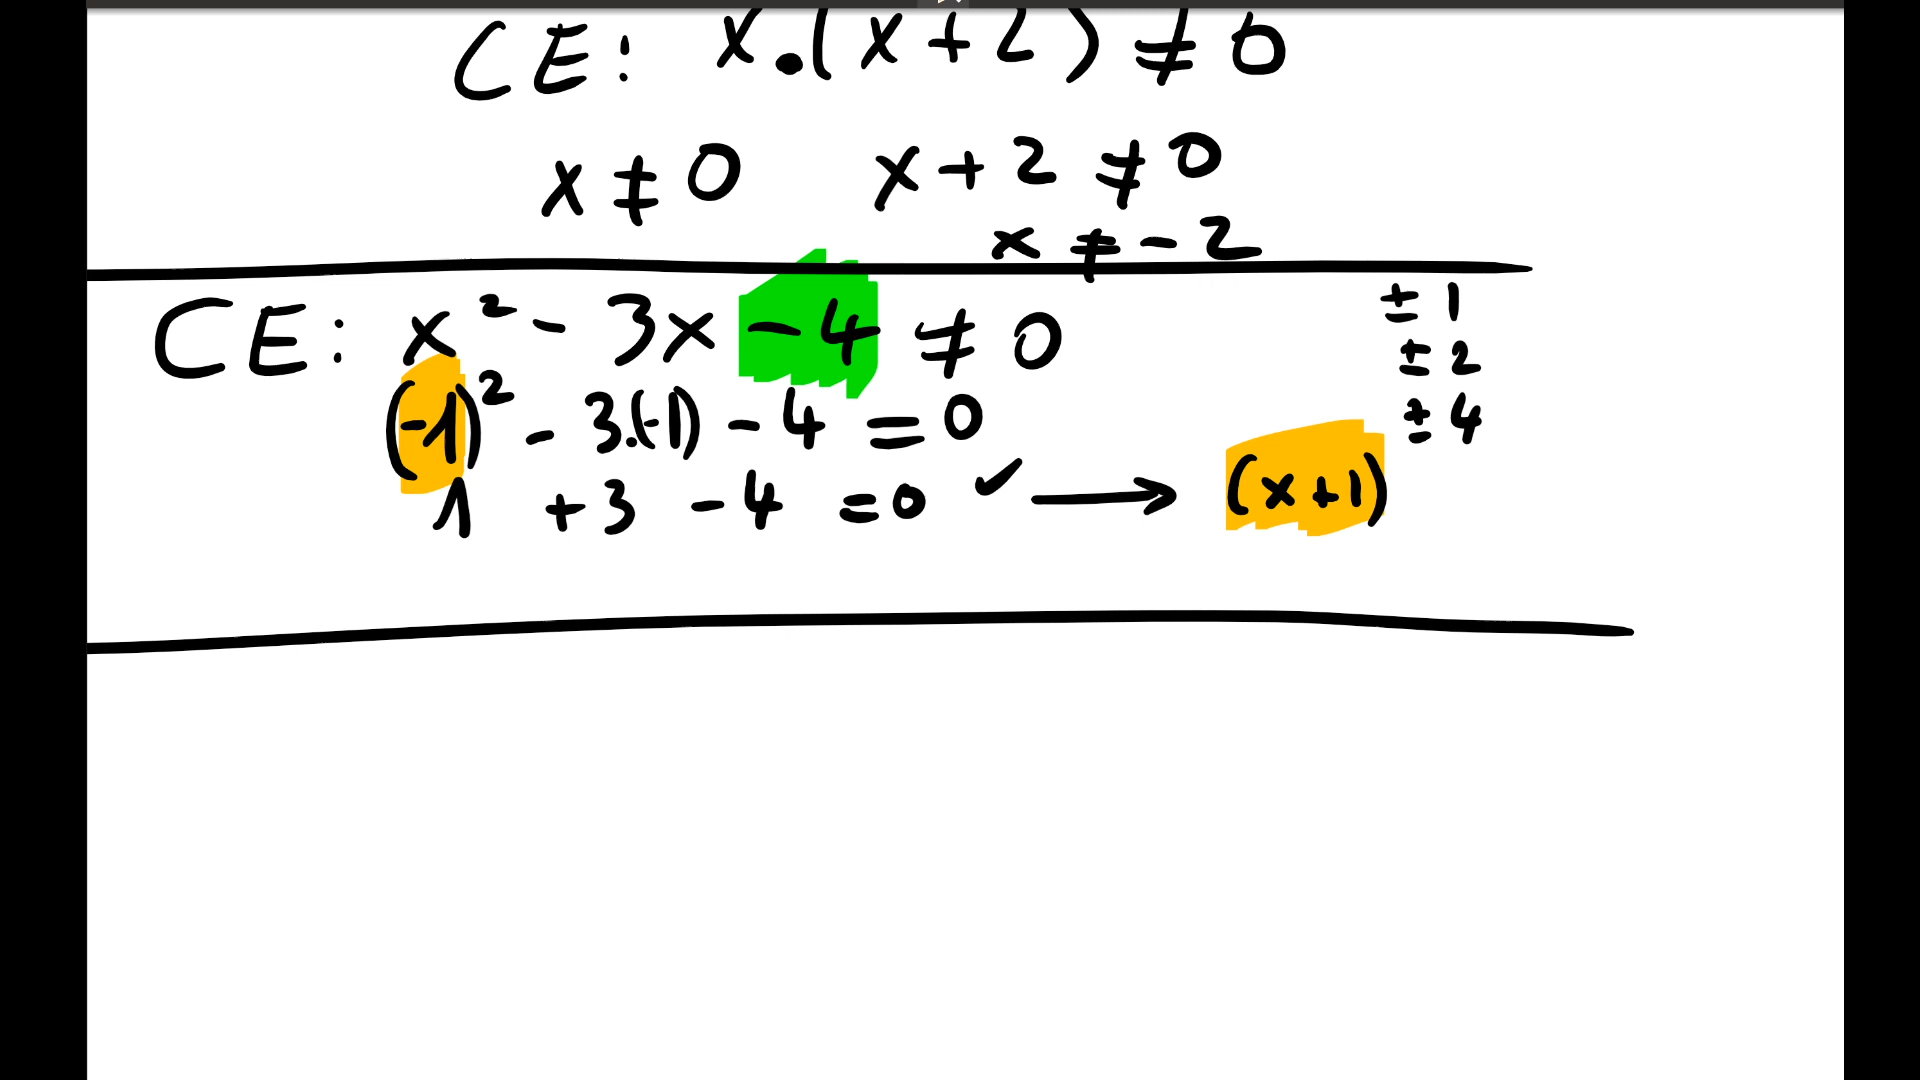 CE: x.(x+2) ≠ 0
x ≠ 0 x+2 ≠ 0
x ≠ -2
CE: x² - 3x -4 ≠ 0
(-1)² - 3.(-1) - 4 = 0
1 +3 - 4 = 0 ✓ → (x+1)
± 1
± 2
± 4